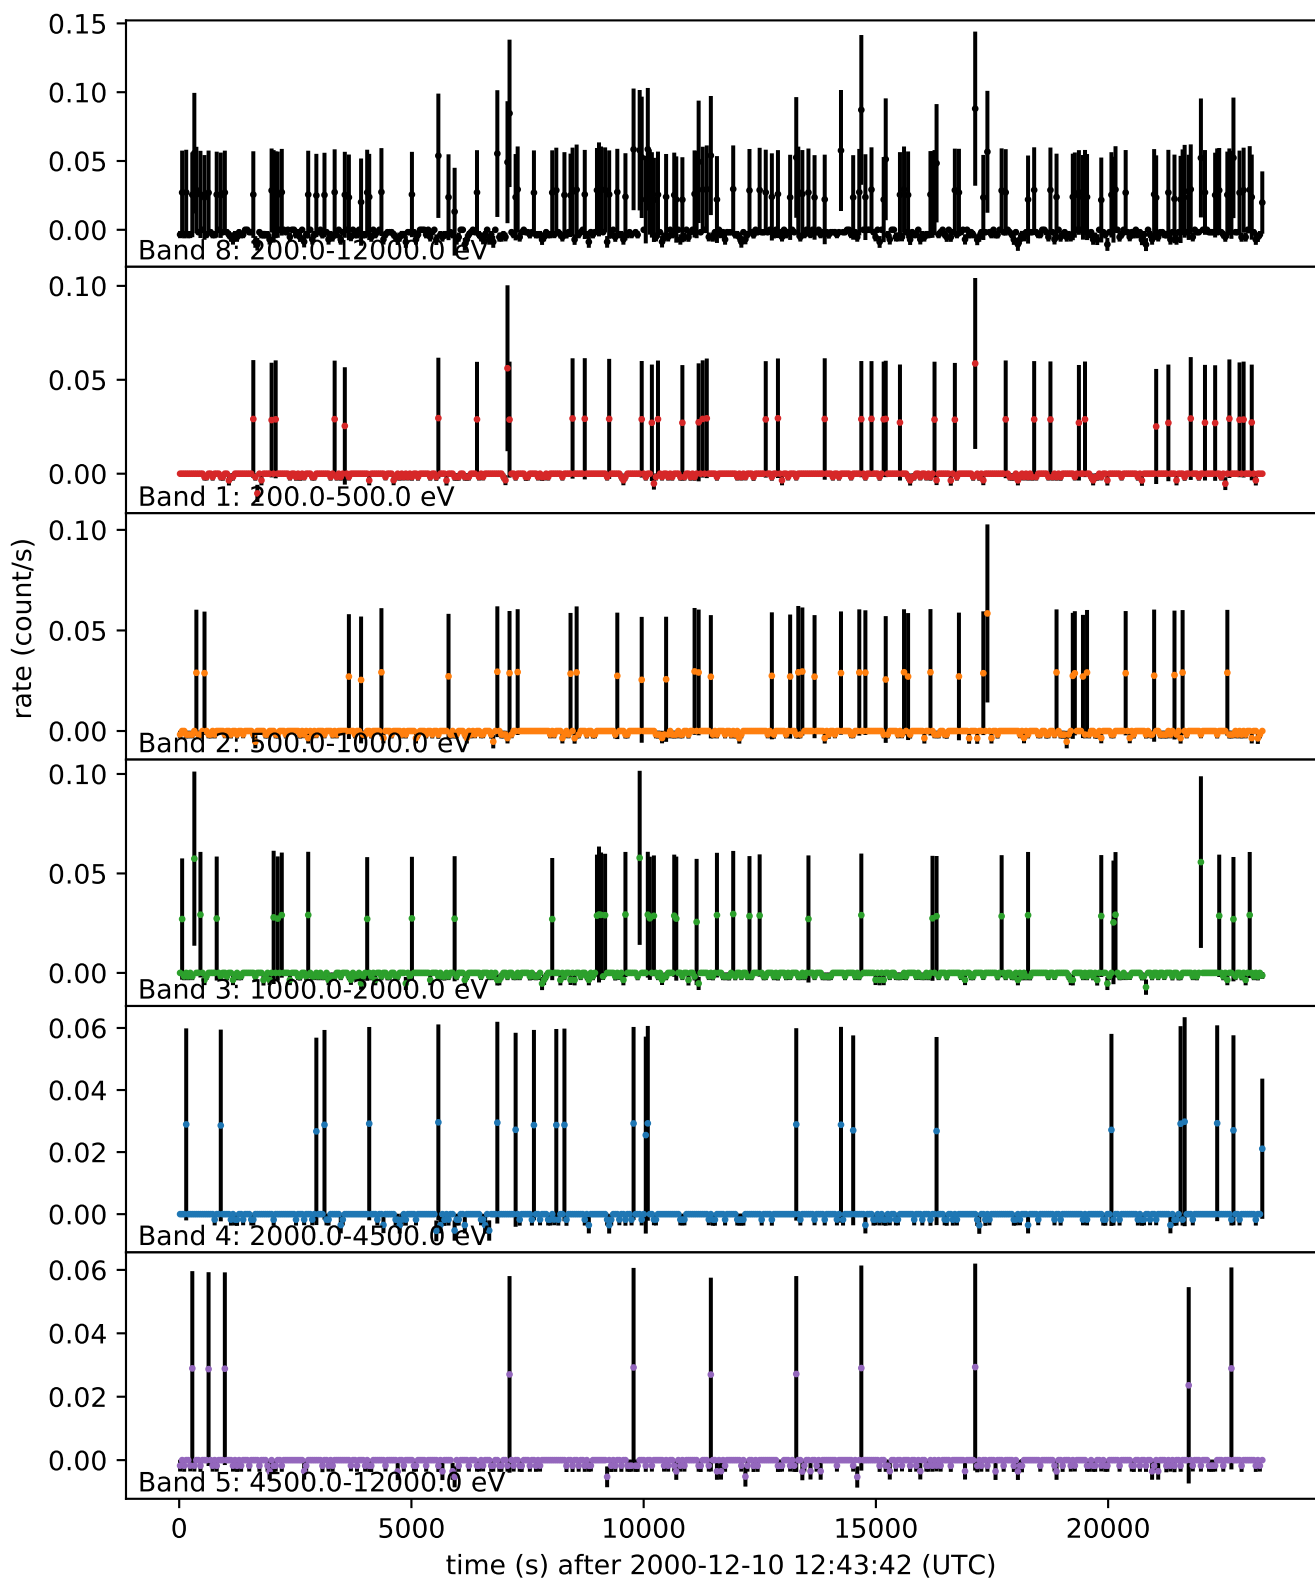 0.15
0.10
0.05
0.00
Band 8: 200.0-12000.0 eV
0.10
0.05
0.00
Band 1: 200.0-500.0 eV
0.10
0.05
0.00
Band 2: 500.0-1000.0 eV
rate (count/s)
0.10
0.05
0.00
Band 3: 1000.0-2000.0 eV
0.06
0.04
0.02
0.00
Band 4: 2000.0-4500.0 eV
0.06
0.04
0.02
0.00
Band 5: 4500.0-12000.0 eV
0 5000 10000 15000 20000
time (s) after 2000-12-10 12:43:42 (UTC)